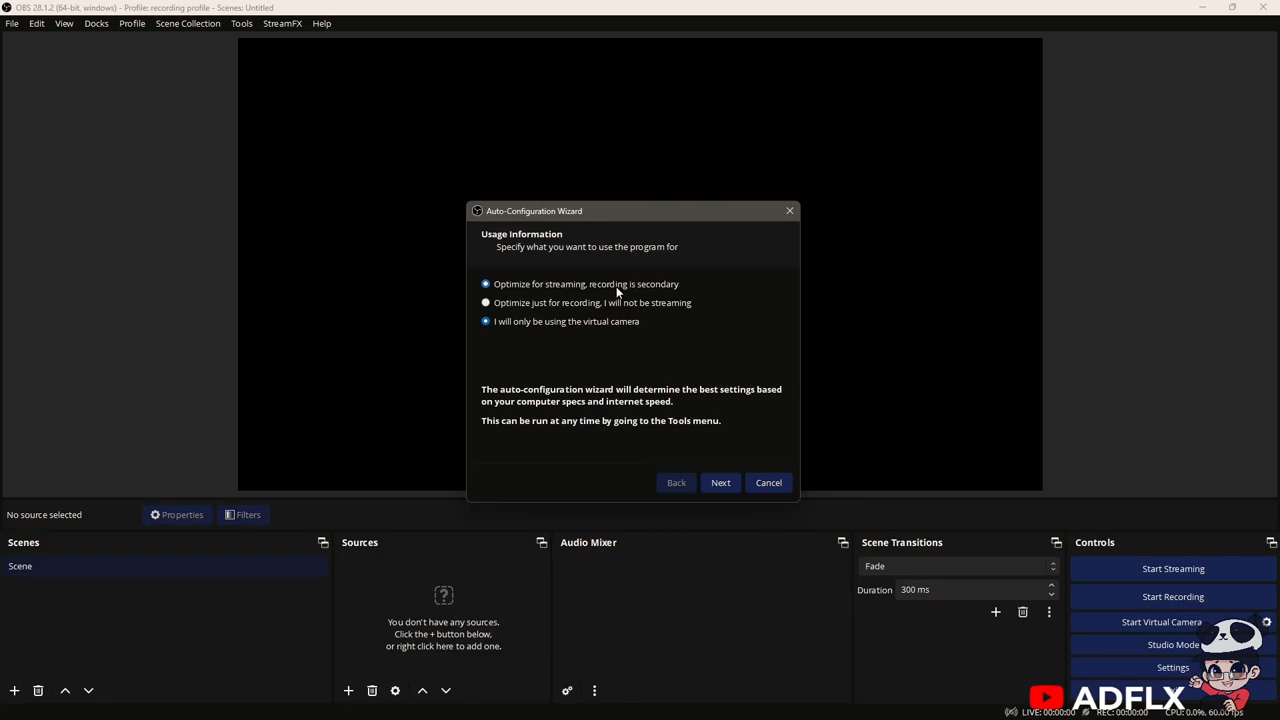 OBS 28.1.2 (64-bit, windows) - Profile: recording profile - Scenes: Untitled
File Edit View Docks Profile Scene Collection Tools StreamFX Help
Auto-Configuration Wizard
Usage Information
Specify what you want to use the program for
Optimize for streaming, recording is secondary
Optimize just for recording, I will not be streaming
I will only be using the virtual camera
The auto-configuration wizard will determine the best settings based
on your computer specs and internet speed.
This can be run at any time by going to the Tools menu.
Back Next Cancel
No source selected Properties Filters
Scenes Sources Audio Mixer Scene Transitions Controls
Scene
Fade
Duration 300 ms
You don't have any sources.
Click the + button below,
or right click here to add one.
Start Streaming
Start Recording
Start Virtual Camera
Studio Mode
Settings
ADFLX
LIVE: 00:00:00 REC: 00:00:00 CPU: 0.0%, 60.00 fps